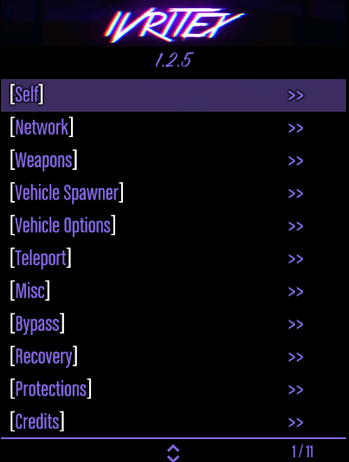 IVRITEX
1.2.5
[Self] >>
[Network] >>
[Weapons] >>
[Vehicle Spawner] >>
[Vehicle Options] >>
[Teleport] >>
[Misc] >>
[Bypass] >>
[Recovery] >>
[Protections] >>
[Credits] >>
1 / 11